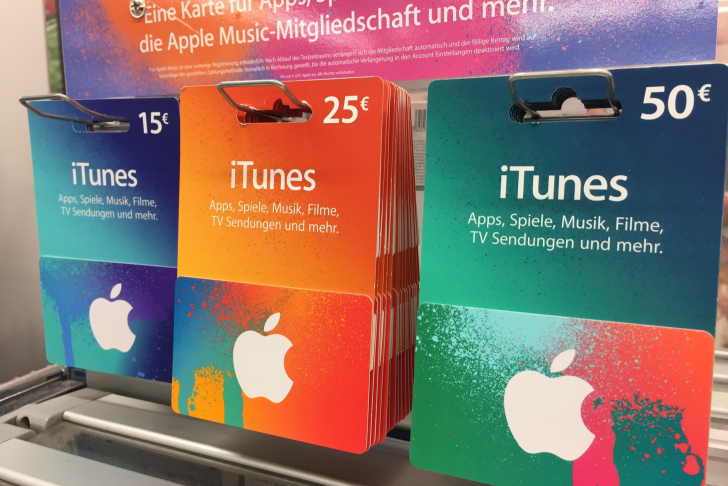 Eine Karte für Apps,
die Apple Music-Mitgliedschaft und mehr.
15€
iTunes
Apps, Spiele, Musik, Filme,
TV Sendungen und mehr.
25€
iTunes
Apps, Spiele, Musik, Filme,
TV Sendungen und mehr.
50€
iTunes
Apps, Spiele, Musik, Filme,
TV Sendungen und mehr.